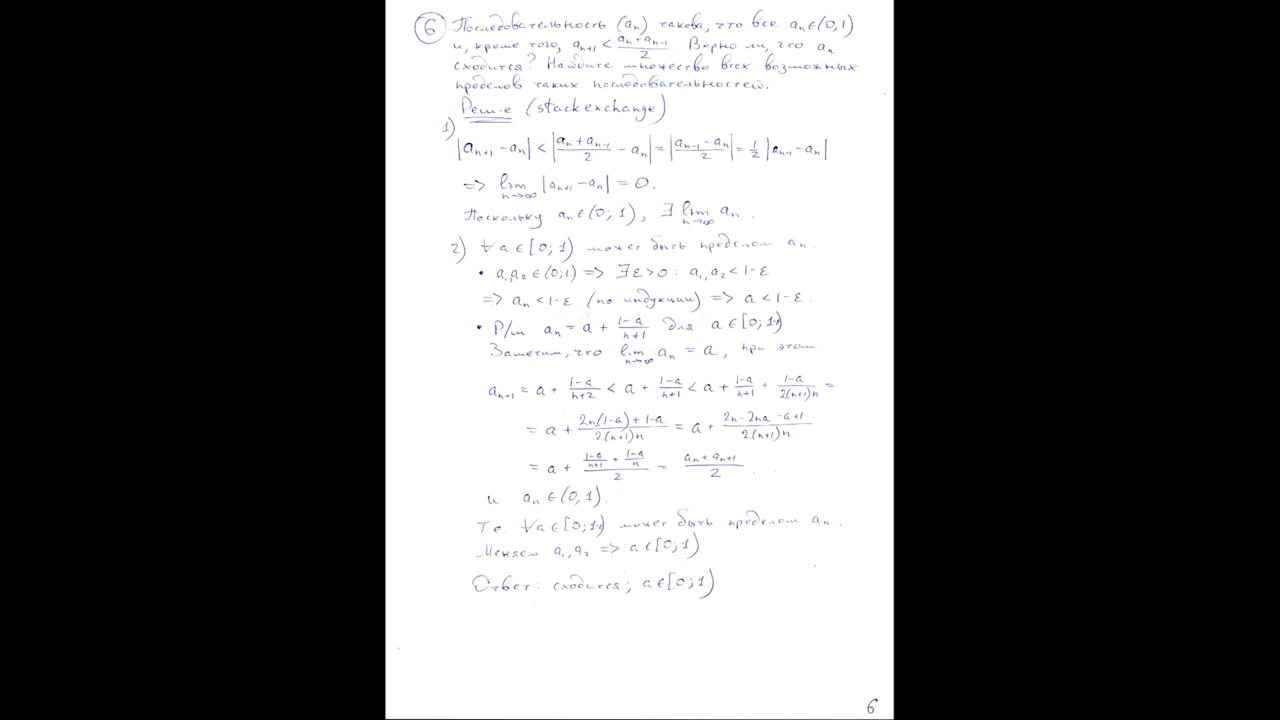 6 Последовательность (aₙ) такова, что все aₙ∈(0,1)
и, кроме того, aₙ₊₁ < (aₙ+aₙ₋₁)/2. Верно ли, что aₙ
сходится? Найдите множество всех возможных
пределов таких последовательностей.
Реш-е (stackexchange)
1)
|aₙ₊₁ − aₙ| < |(aₙ+aₙ₋₁)/2 − aₙ| = |(aₙ₋₁−aₙ)/2| = 1/2 |aₙ₋₁−aₙ|
=> lim n→∞ |aₙ₊₁−aₙ| = 0.
Поскольку aₙ∈(0;1), ∃ lim n→∞ aₙ.
2) ∀a∈[0;1) может быть пределом aₙ.
• a₁,a₂∈(0;1) => ∃ε>0: a₁,a₂<1−ε
=> aₙ<1−ε (по индукции) => a<1−ε.
• Р/м aₙ = a + (1−a)/(n+1) для a∈[0;1)
Заметим, что lim n→∞ aₙ = a, при этом
aₙ₊₁ = a + (1−a)/(n+2) < a + (1−a)/(n+1) < a + (1−a)/(n+1) + (1−a)/(2(n+1)n) =
= a + (2n(1−a)+1−a)/(2(n+1)n) = a + (2n−2na−a+1)/(2(n+1)n)
= a + ((1−a)/(n+1) + (1−a)/n)/2 = (aₙ+aₙ₊₁)/2.
и aₙ∈(0,1).
Т.е. ∀a∈[0;1) может быть пределом aₙ.
Меняем a₁,a₂ => a∈[0;1)
Ответ: сходится; a∈[0;1)
6